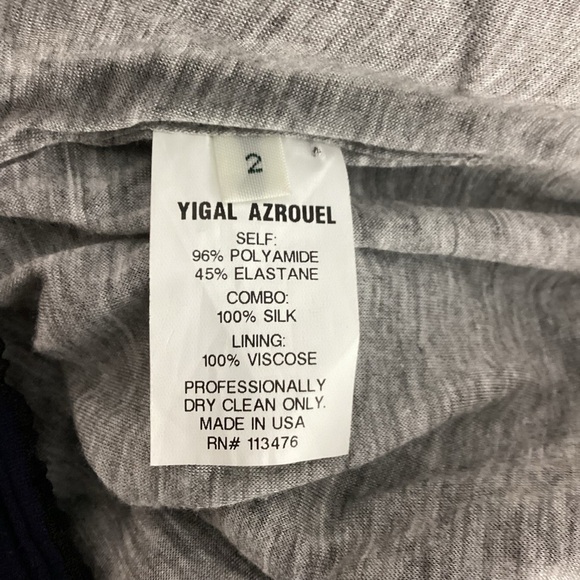 2
YIGAL AZROUEL
SELF:
96% POLYAMIDE
45% ELASTANE
COMBO:
100% SILK
LINING:
100% VISCOSE
PROFESSIONALLY
DRY CLEAN ONLY.
MADE IN USA
RN# 113476